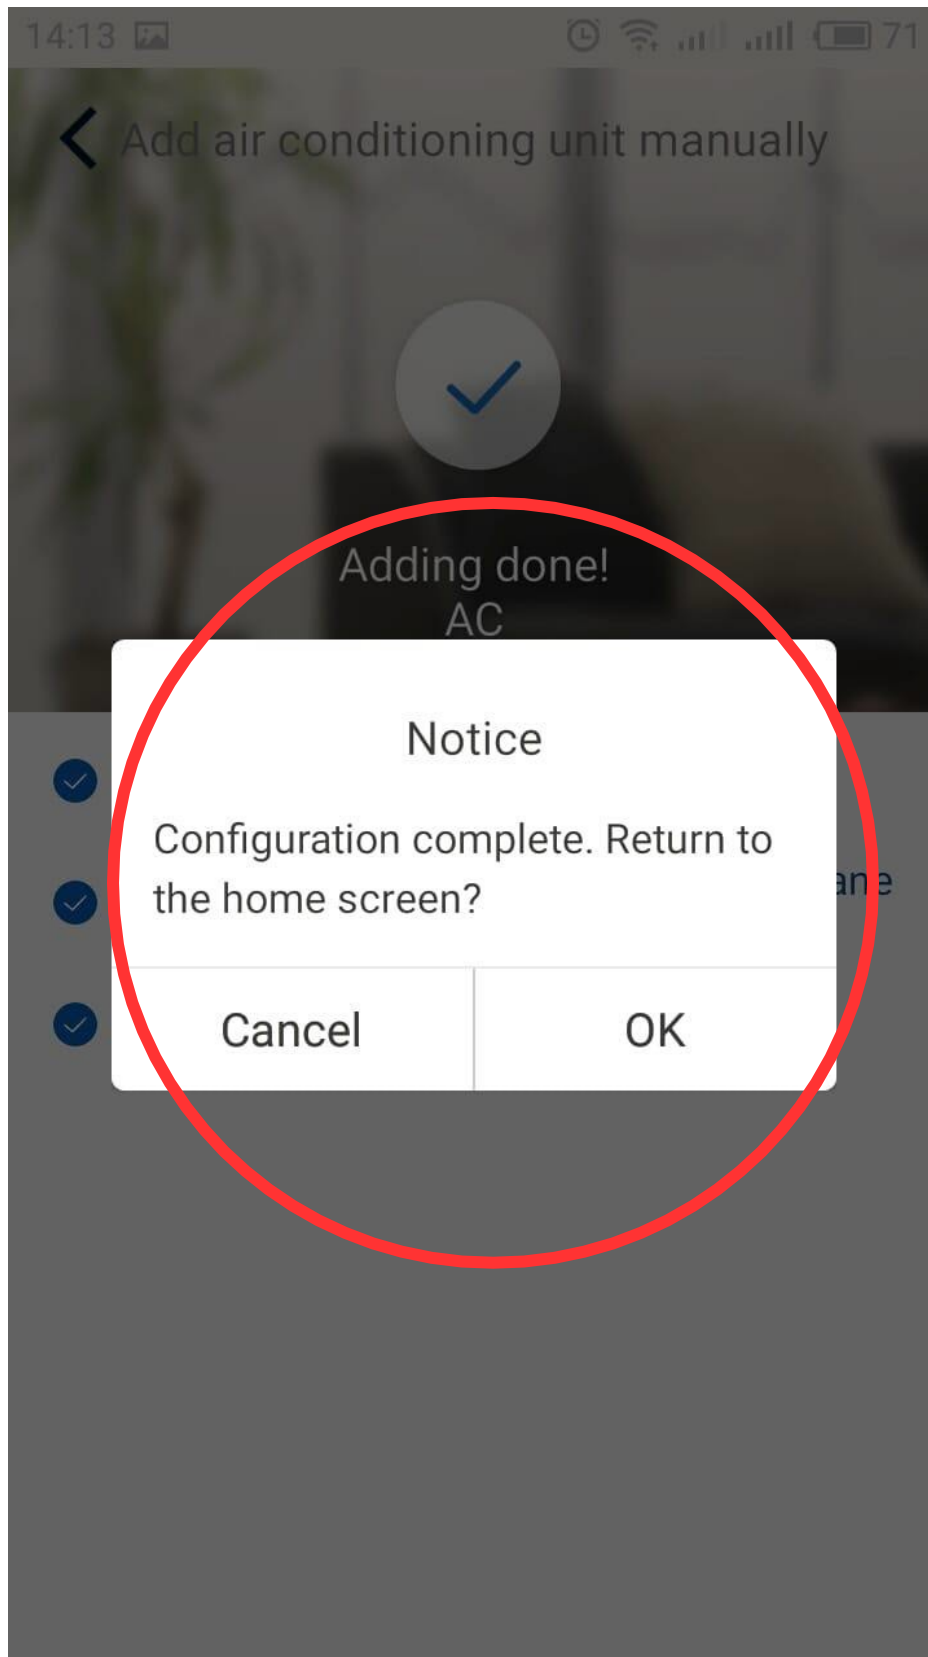 14:13 71
Add air conditioning unit manually
Adding done!
AC
Notice
Configuration complete. Return to
the home screen?
Cancel OK